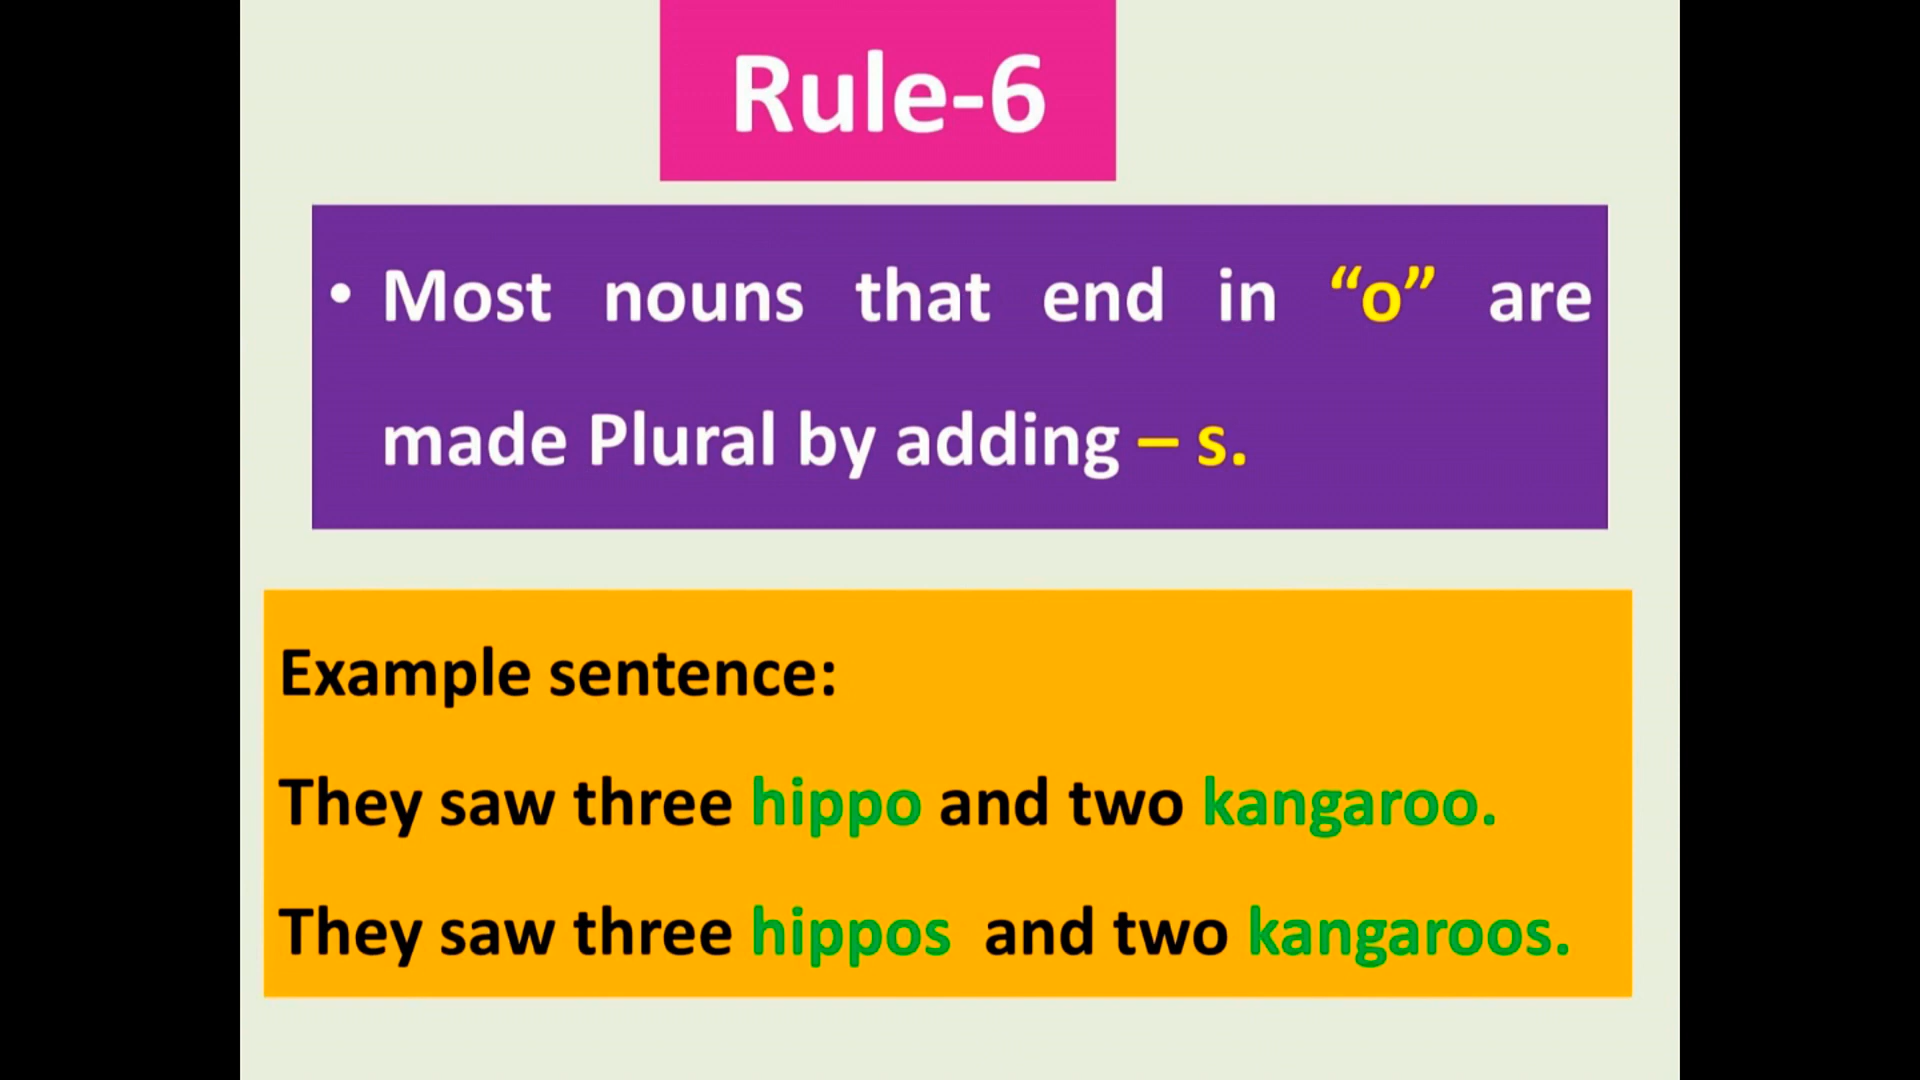 Rule-6
• Most nouns that end in “o” are
made Plural by adding – s.
Example sentence:
They saw three hippo and two kangaroo.
They saw three hippos and two kangaroos.